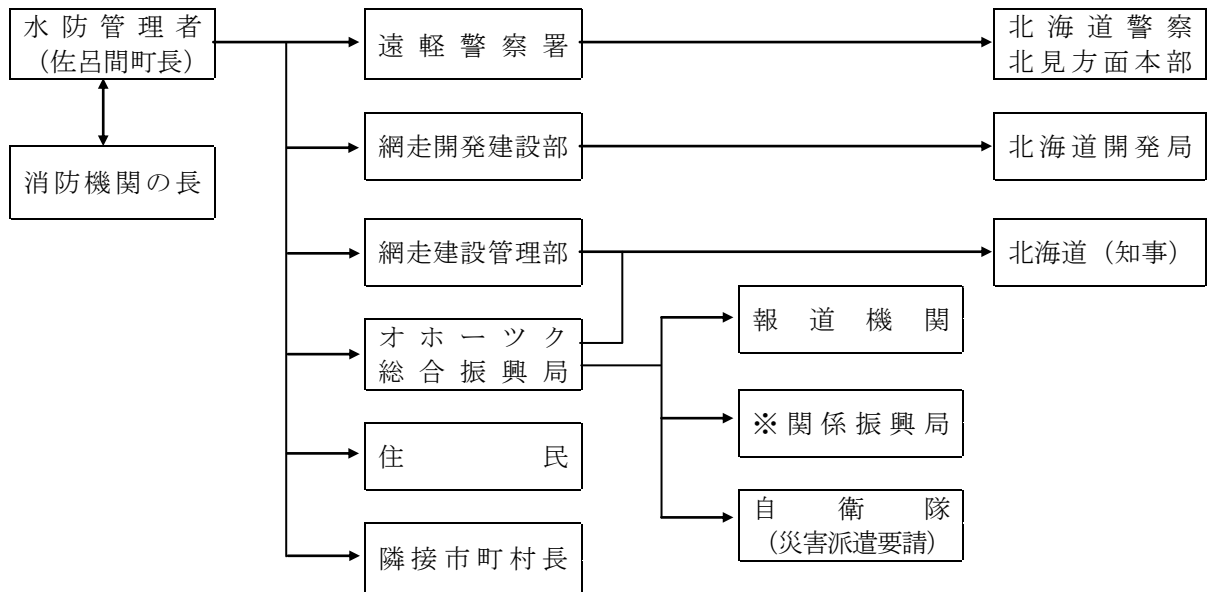 水防管理者
(佐呂間町長)
遠軽警察署
北海道警察
北見方面本部
消防機関の長
網走開発建設部
北海道開発局
網走建設管理部
北海道（知事）
オホーツク
総合振興局
報道機関
※関係振興局
住民
自衛隊
(災害派遣要請)
隣接市町村長